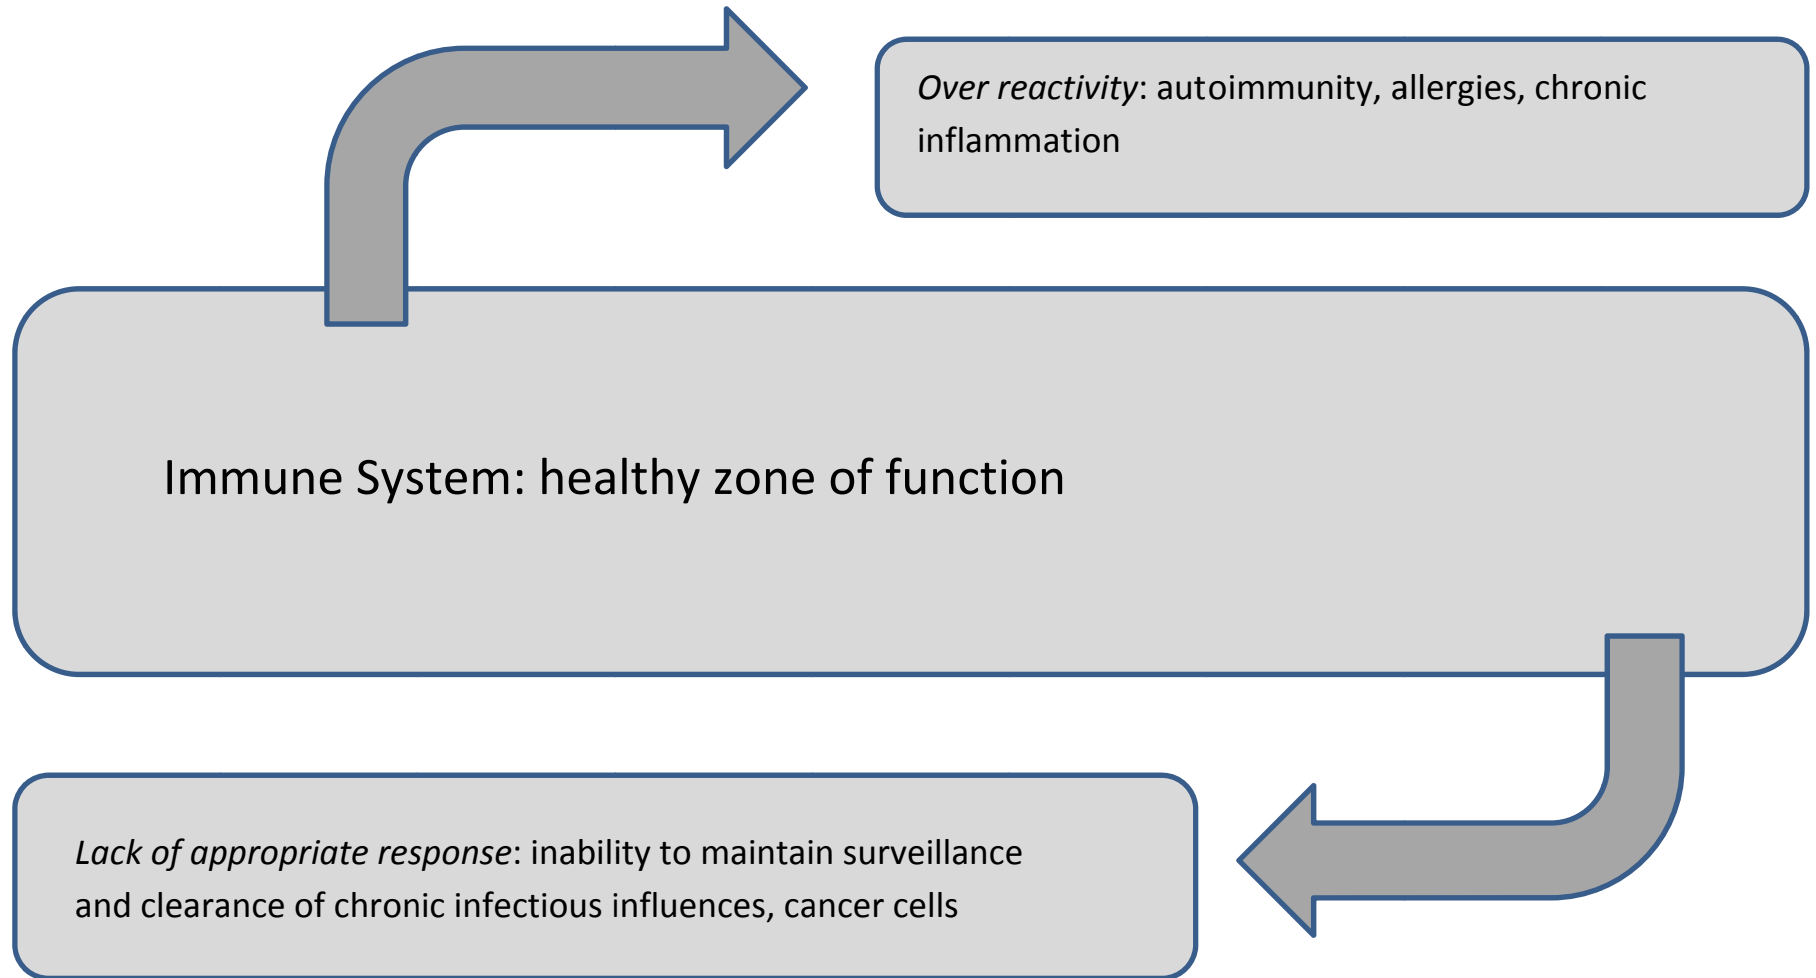 Over reactivity: autoimmunity, allergies, chronic
inflammation
Immune System: healthy zone of function
Lack of appropriate response: inability to maintain surveillance
and clearance of chronic infectious influences, cancer cells